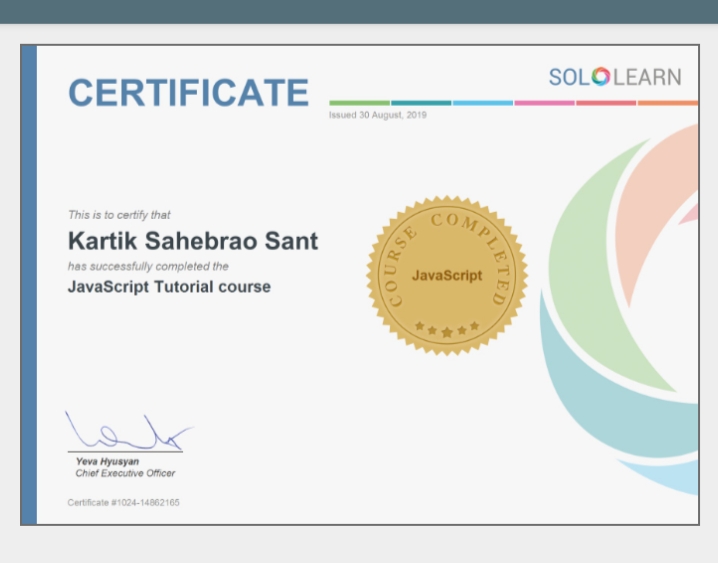 SOLOLEARN
CERTIFICATE
Issued 30 August, 2019
This is to certify that
Kartik Sahebrao Sant
has successfully completed the
JavaScript Tutorial course
COURSE COMPLETED
JavaScript
Yeva Hyusyan
Chief Executive Officer
Certificate #1024-14862165